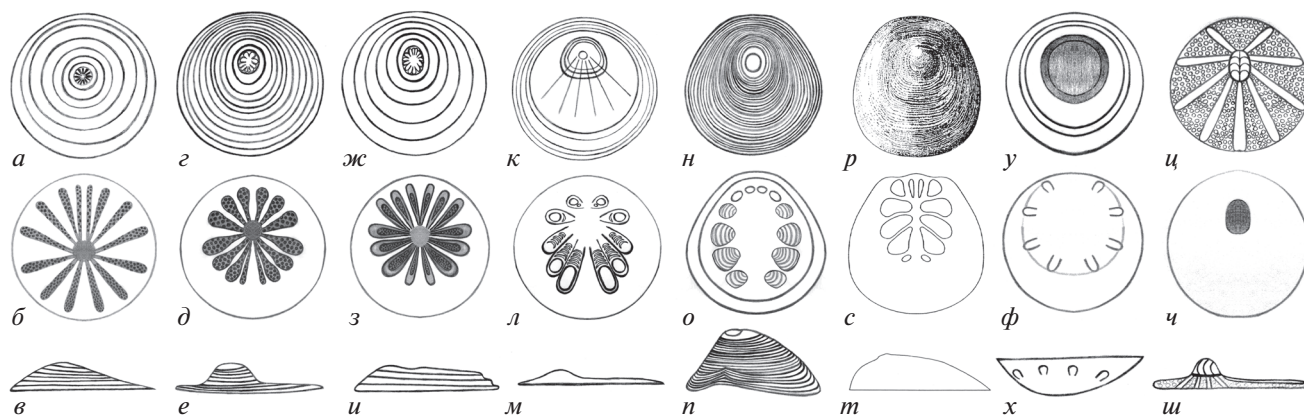 а г ж к н р у ц
б д з л о с ф ч
в е и м п т х ш